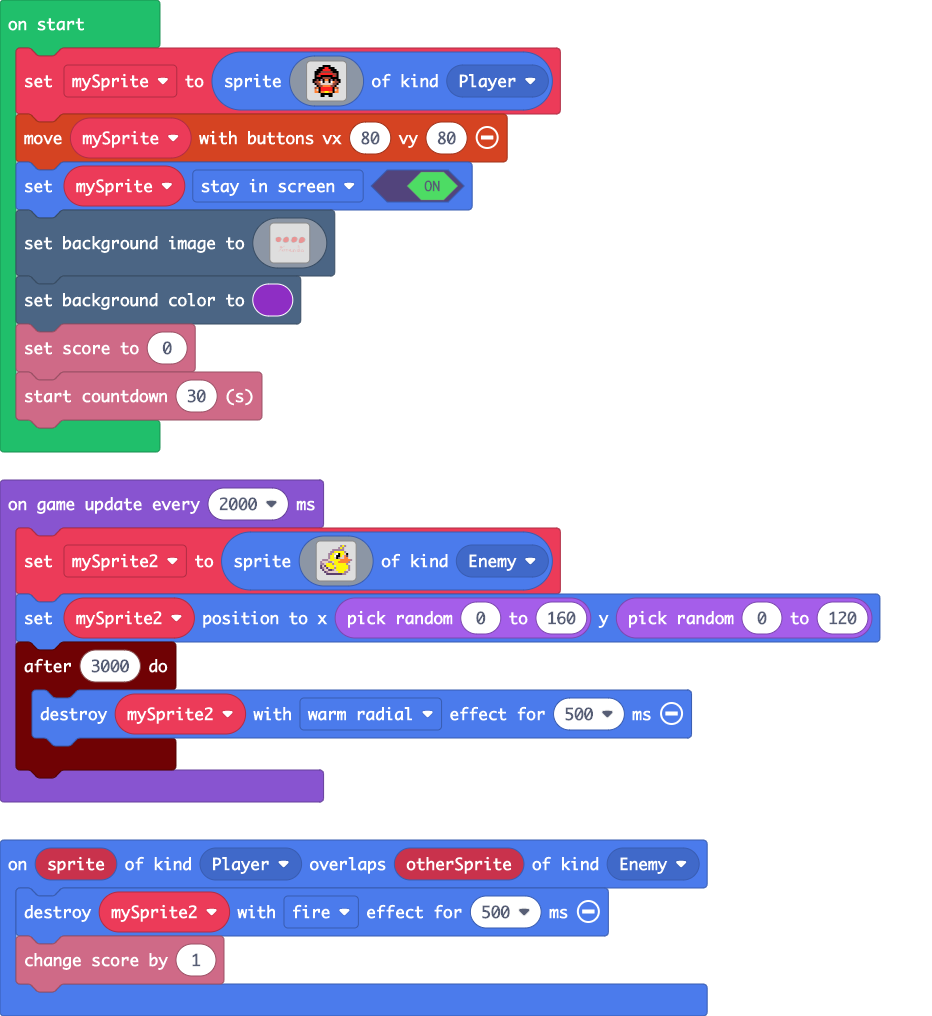 on start
set mySprite to sprite of kind Player
move mySprite with buttons vx 80 vy 80
set mySprite stay in screen ON
set background image to
set background color to
set score to 0
start countdown 30 (s)
on game update every 2000 ms
set mySprite2 to sprite of kind Enemy
set mySprite2 position to x pick random 0 to 160 y pick random 0 to 120
after 3000 do
destroy mySprite2 with warm radial effect for 500 ms
on sprite of kind Player overlaps otherSprite of kind Enemy
destroy mySprite2 with fire effect for 500 ms
change score by 1